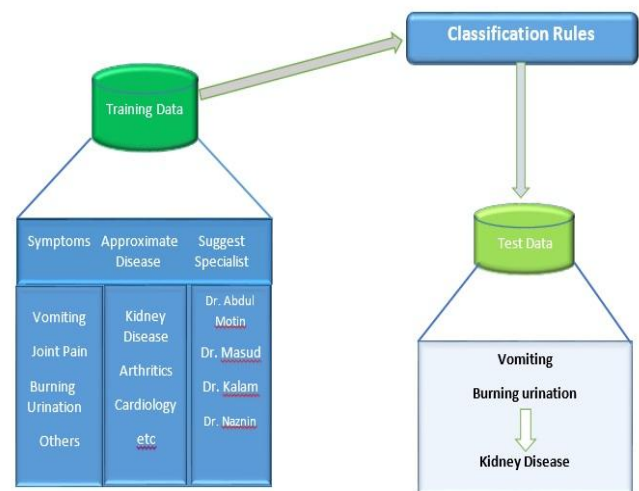 Classification Rules
Training Data
Symptoms
Approximate
Disease
Suggest
Specialist
Vomiting
Joint Pain
Burning
Urination
Others
Kidney
Disease
Arthritics
Cardiology
etc
Dr. Abdul
Motin
Dr. Masud
Dr. Kalam
Dr. Naznin
Test Data
Vomiting
Burning urination
Kidney Disease